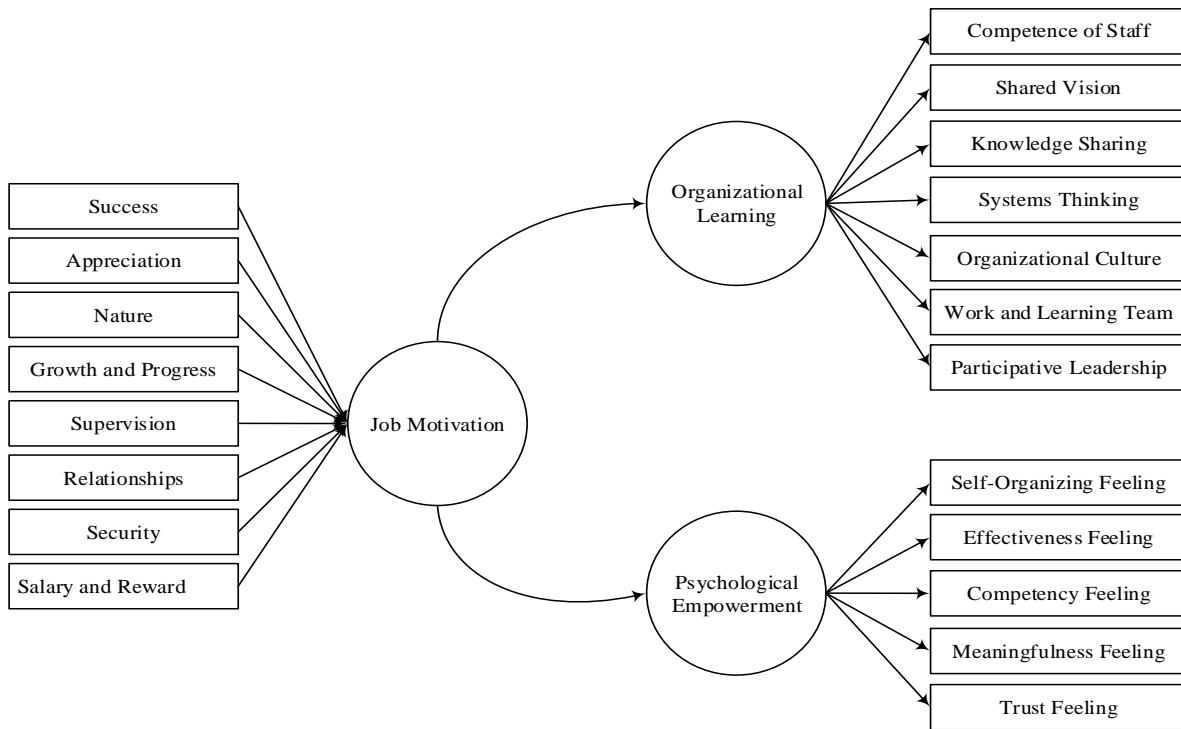 Success
Appreciation
Nature
Growth and Progress
Supervision
Relationships
Security
Salary and Reward
Job Motivation
Organizational
Learning
Psychological
Empowerment
Competence of Staff
Shared Vision
Knowledge Sharing
Systems Thinking
Organizational Culture
Work and Learning Team
Participative Leadership
Self-Organizing Feeling
Effectiveness Feeling
Competency Feeling
Meaningfulness Feeling
Trust Feeling